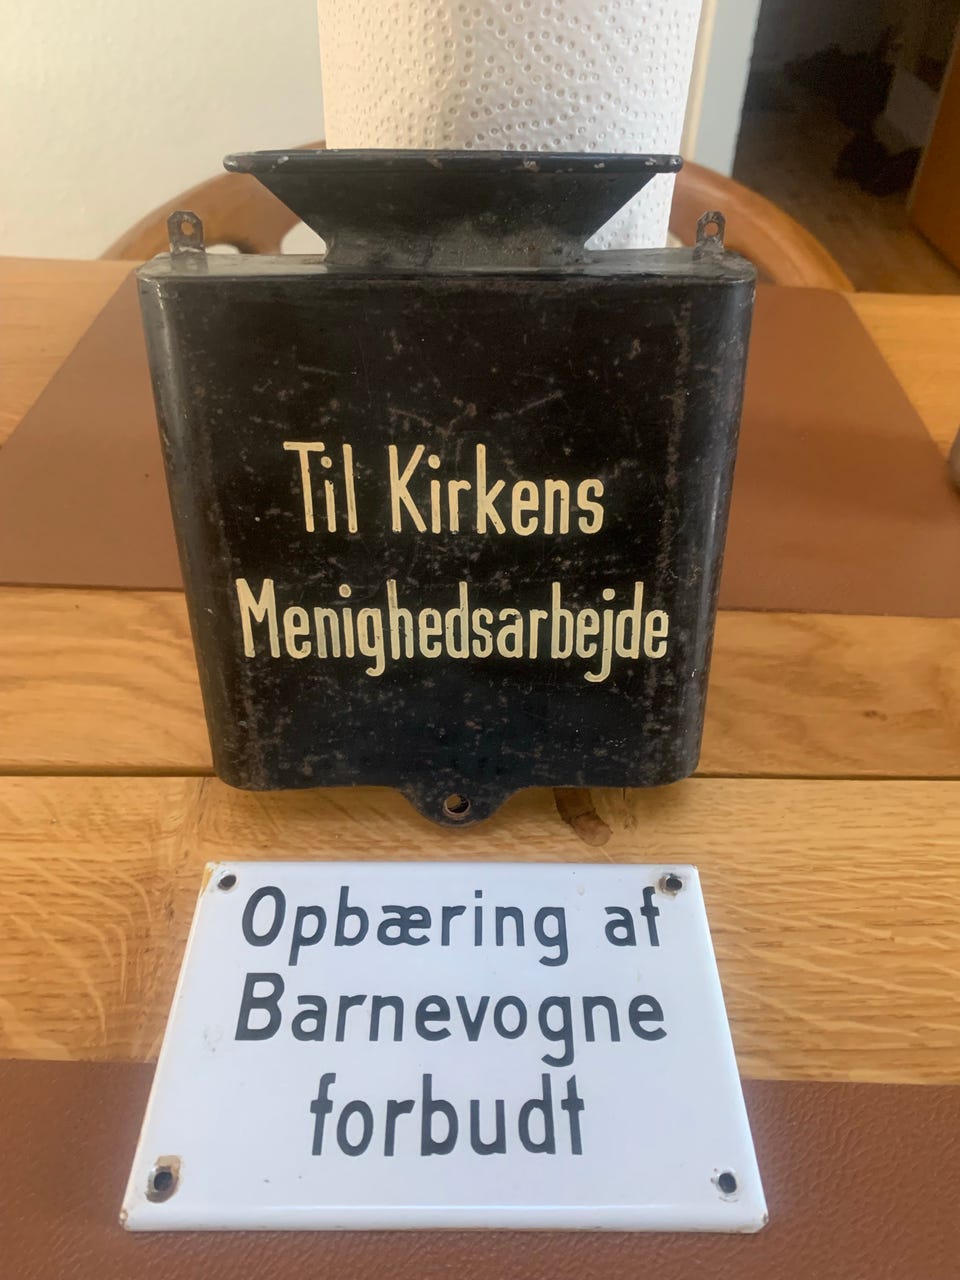 Til Kirkens
Menighedsarbejde
Opbæring af
Barnevogne
forbudt